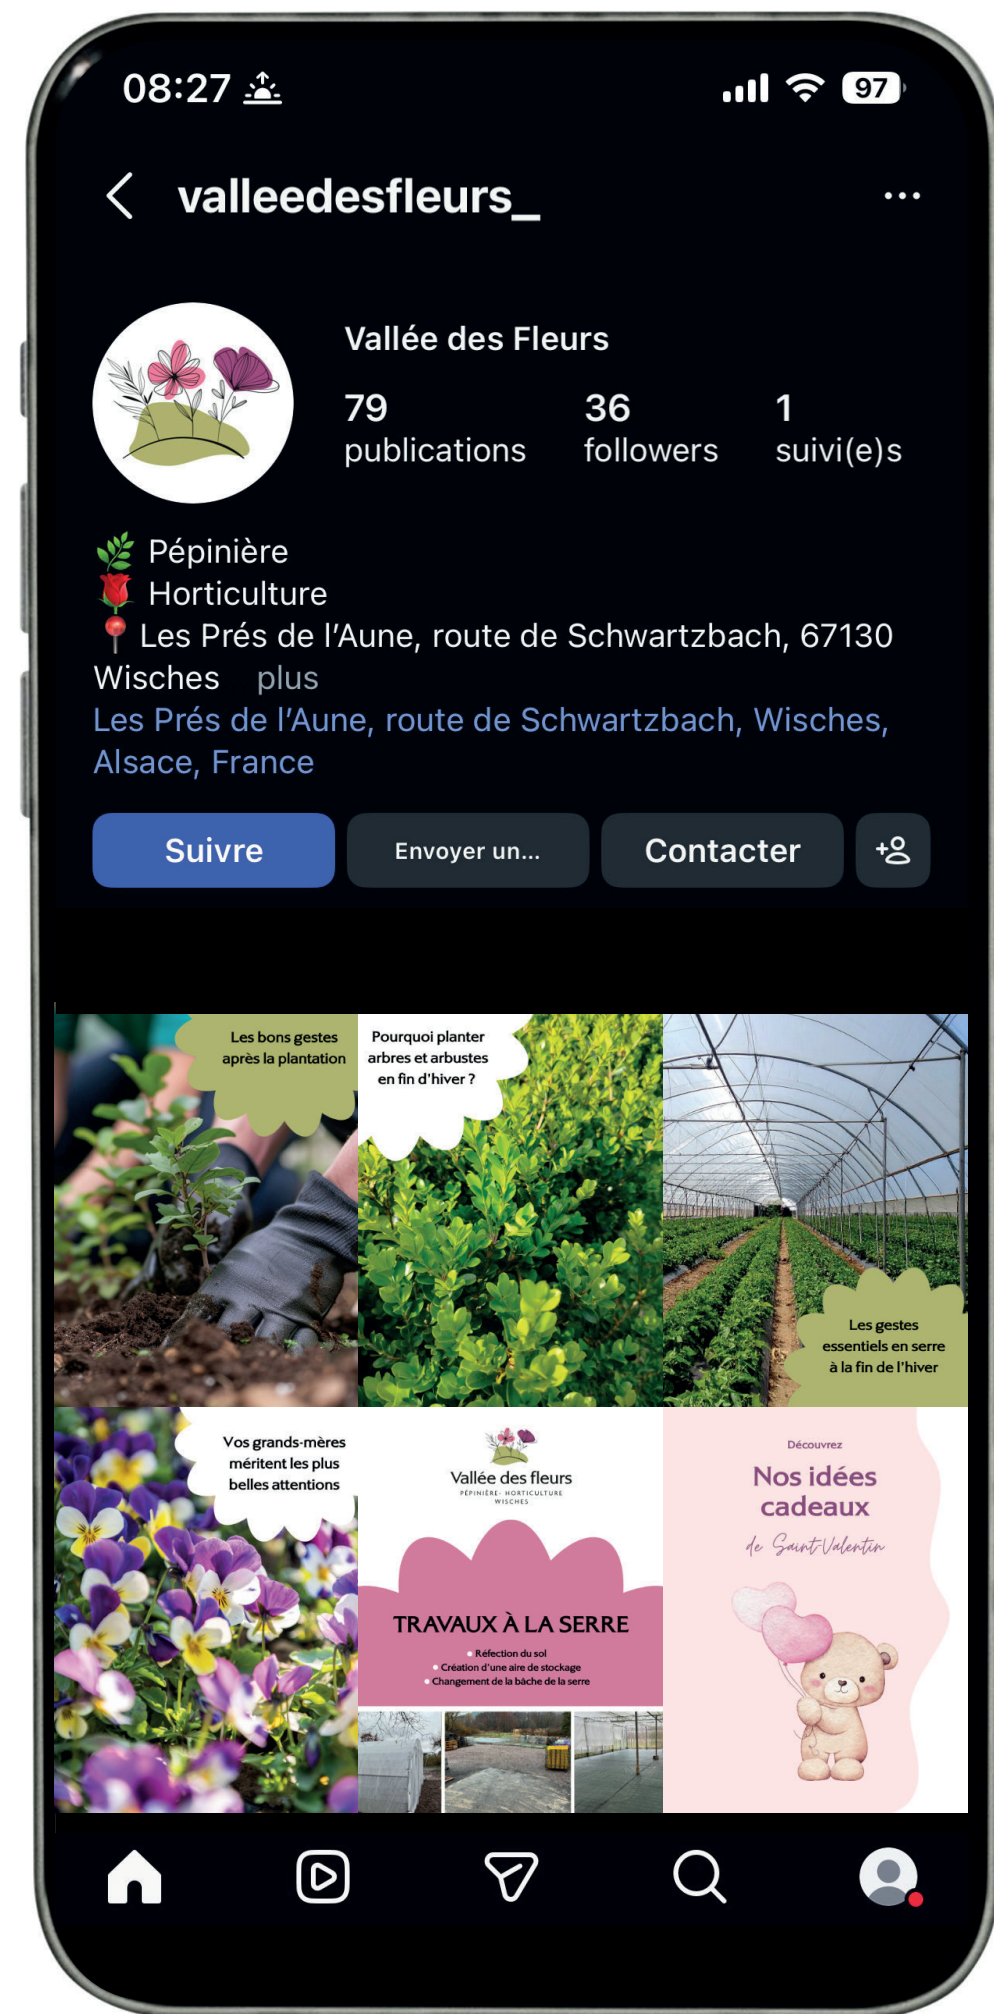 08:27
97
valleedesfleurs_
Vallée des Fleurs
79
publications
36
followers
1
suivi(e)s
Pépinière
Horticulture
Les Prés de l'Aune, route de Schwartzbach, 67130
Wisches plus
Les Prés de l'Aune, route de Schwartzbach, Wisches,
Alsace, France
Suivre
Envoyer un...
Contacter
Les bons gestes
après la plantation
Pourquoi planter
arbres et arbustes
en fin d'hiver ?
Les gestes
essentiels en serre
à la fin de l'hiver
Vos grands-mères
méritent les plus
belles attentions
Vallée des fleurs
PÉPINIÈRE- HORTICULTURE
WISCHES
TRAVAUX À LA SERRE
Réfection du sol
Création d'une aire de stockage
Changement de la bâche de la serre
Découvrez
Nos idées
cadeaux
de Saint-Valentin